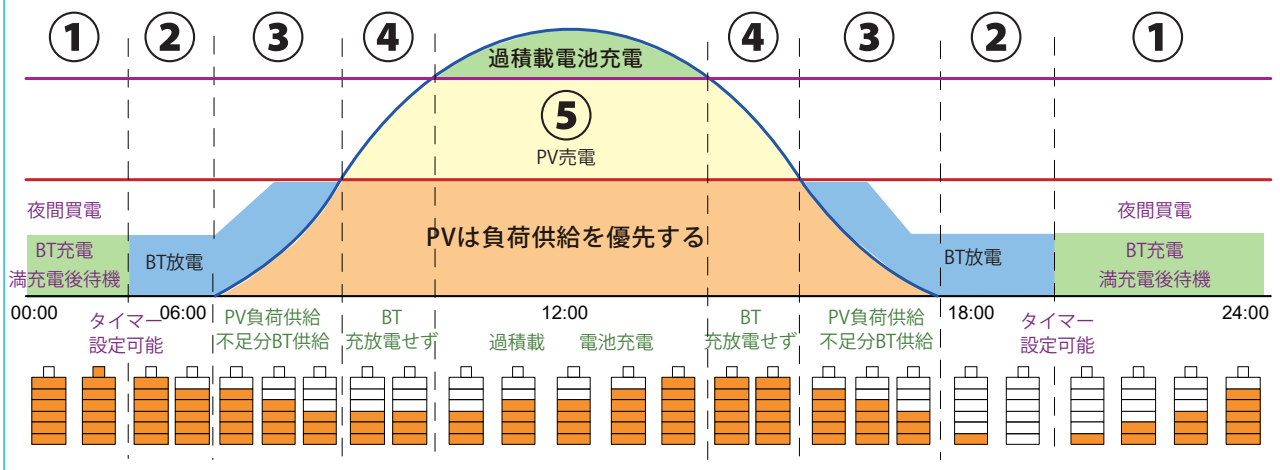 ① ② ③ ④ ④ ③ ② ①
過積載電池充電
⑤
PV売電
夜間買電
夜間買電
PVは負荷供給を優先する
BT充電
満充電後待機
BT放電
BT放電
BT充電
満充電後待機
00:00 06:00 12:00 18:00 24:00
タイマー
設定可能
PV負荷供給
不足分BT供給
BT
充放電せず
過積載 電池充電
BT
充放電せず
PV負荷供給
不足分BT供給
タイマー
設定可能